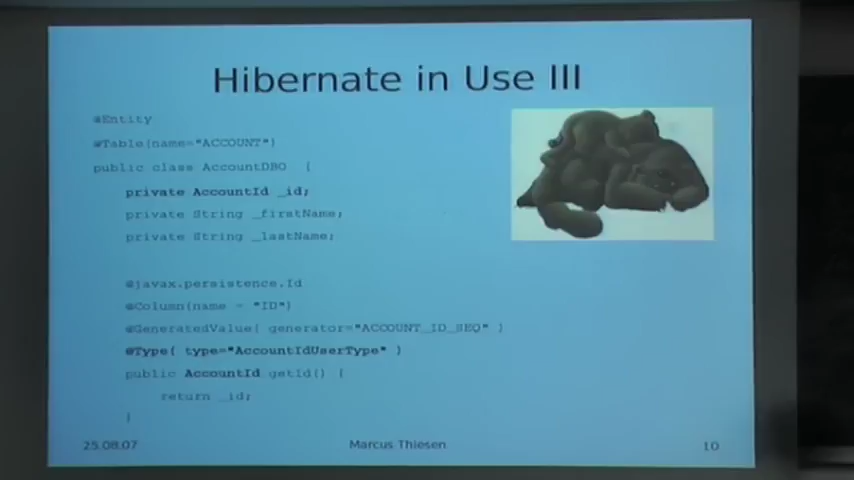 Hibernate in Use III
@Entity
@Table(name="ACCOUNT")
public class AccountDBO {
private AccountId _id;
private String _firstName;
private String _lastName;
@javax.persistence.Id
@Column(name = "ID")
@GeneratedValue( generator="ACCOUNT_ID_SEQ" )
@Type( type="AccountIdUserType" )
public AccountId getId() {
return _id;
}
25.08.07
Marcus Thiesen
10